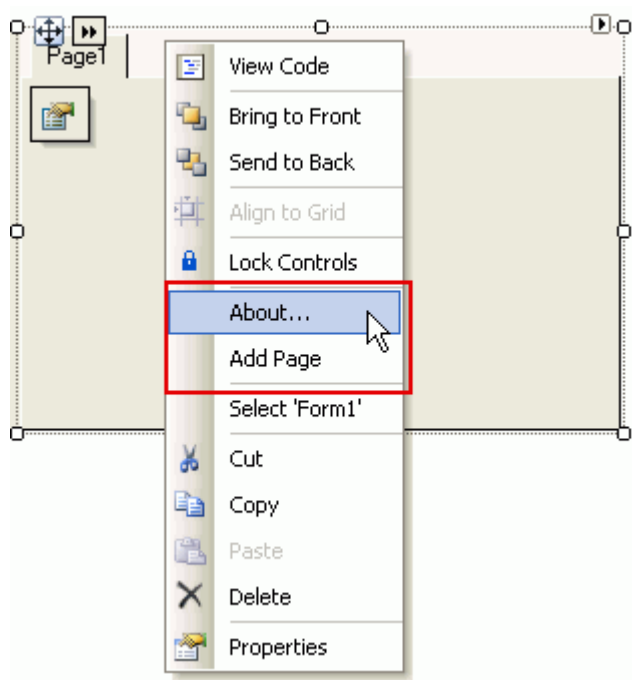 Page1
View Code
Bring to Front
Send to Back
Align to Grid
Lock Controls
About...
Add Page
Select 'Form1'
Cut
Copy
Paste
Delete
Properties